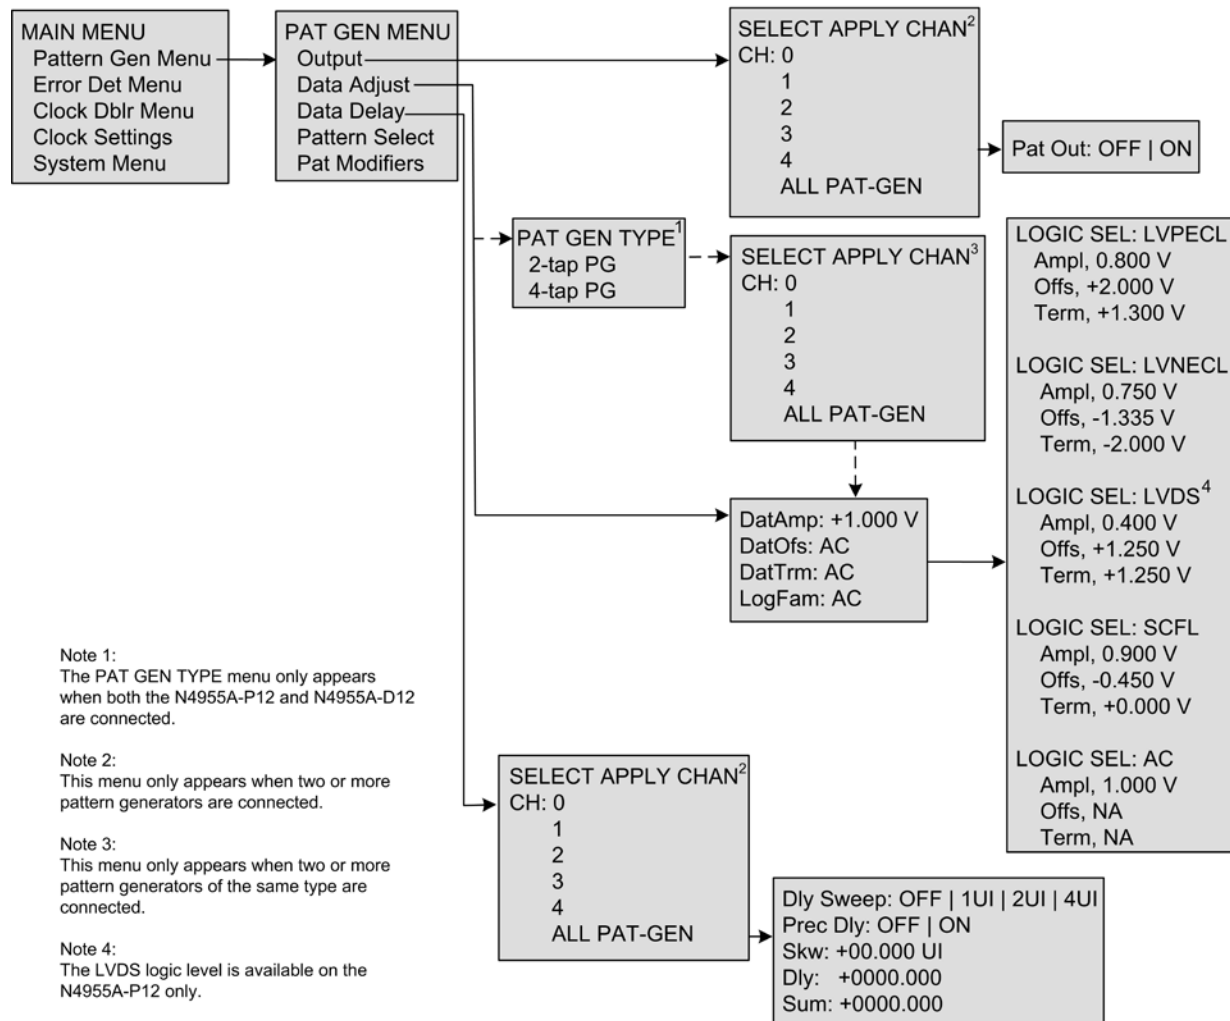 MAIN MENU
Pattern Gen Menu
Error Det Menu
Clock Dblr Menu
Clock Settings
System Menu
PAT GEN MENU
Output
Data Adjust
Data Delay
Pattern Select
Pat Modifiers
SELECT APPLY CHAN²
CH: 0
1
2
3
4
ALL PAT-GEN
Pat Out: OFF | ON
PAT GEN TYPE¹
2-tap PG
4-tap PG
SELECT APPLY CHAN³
CH: 0
1
2
3
4
ALL PAT-GEN
DatAmp: +1.000 V
DatOfs: AC
DatTrm: AC
LogFam: AC
LOGIC SEL: LVPECL
Ampl, 0.800 V
Offs, +2.000 V
Term, +1.300 V
LOGIC SEL: LVNECL
Ampl, 0.750 V
Offs, -1.335 V
Term, -2.000 V
LOGIC SEL: LVDS⁴
Ampl, 0.400 V
Offs, +1.250 V
Term, +1.250 V
LOGIC SEL: SCFL
Ampl, 0.900 V
Offs, -0.450 V
Term, +0.000 V
LOGIC SEL: AC
Ampl, 1.000 V
Offs, NA
Term, NA
Note 1:
The PAT GEN TYPE menu only appears
when both the N4955A-P12 and N4955A-D12
are connected.
Note 2:
This menu only appears when two or more
pattern generators are connected.
Note 3:
This menu only appears when two or more
pattern generators of the same type are
connected.
Note 4:
The LVDS logic level is available on the
N4955A-P12 only.
SELECT APPLY CHAN²
CH: 0
1
2
3
4
ALL PAT-GEN
Dly Sweep: OFF | 1UI | 2UI | 4UI
Prec Dly: OFF | ON
Skw: +00.000 UI
Dly: +0000.000
Sum: +0000.000